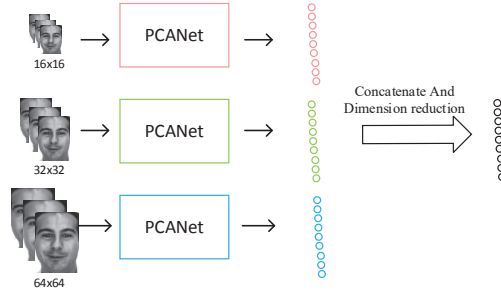 PCANet
16x16
Concatenate And
Dimension reduction
PCANet
32x32
PCANet
64x64